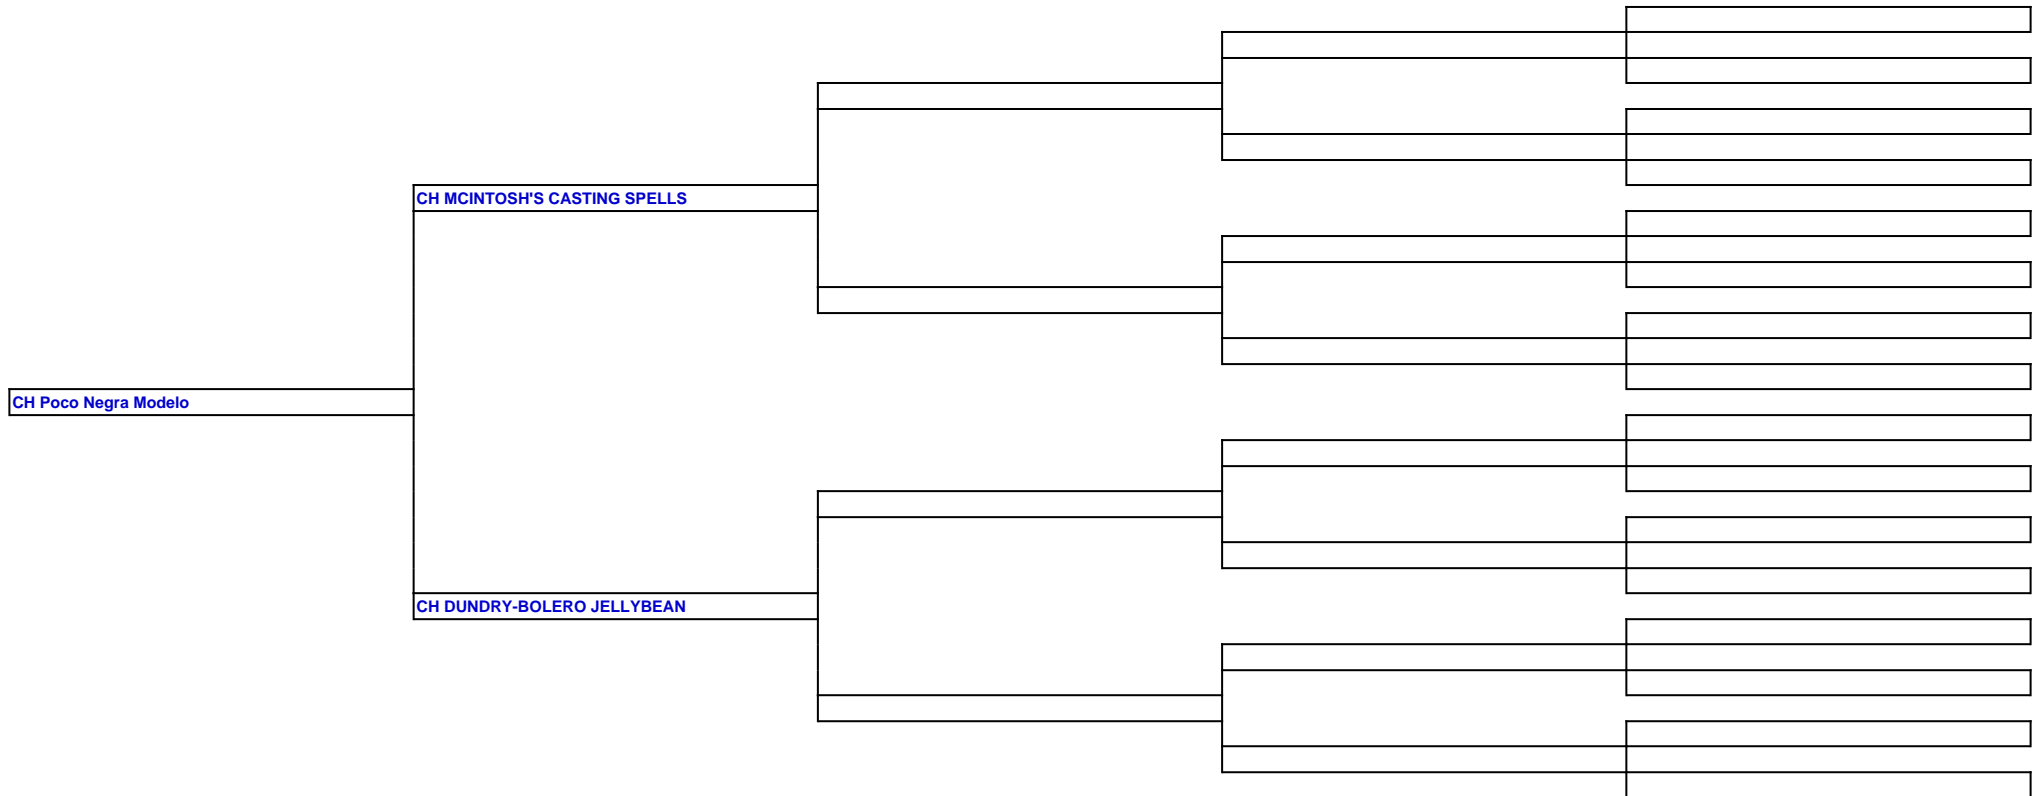 CH MCINTOSH'S CASTING SPELLS
CH Poco Negra Modelo
CH DUNDRY-BOLERO JELLYBEAN